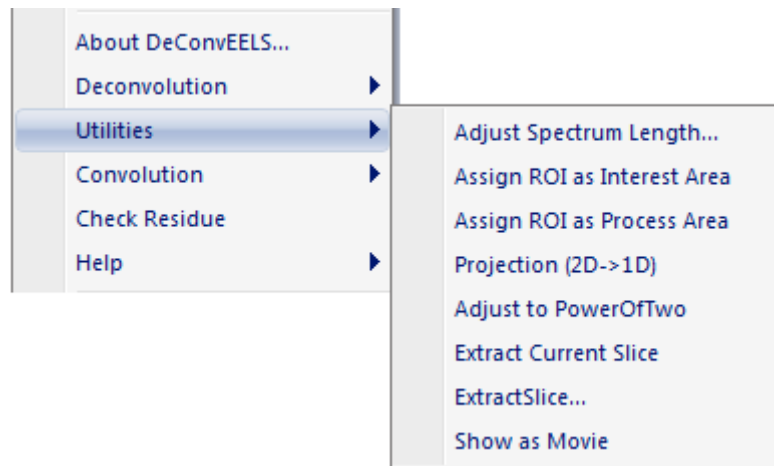 About DeConvEELS...
Deconvolution
Utilities
Convolution
Check Residue
Help
Adjust Spectrum Length...
Assign ROI as Interest Area
Assign ROI as Process Area
Projection (2D->1D)
Adjust to PowerOfTwo
Extract Current Slice
ExtractSlice...
Show as Movie